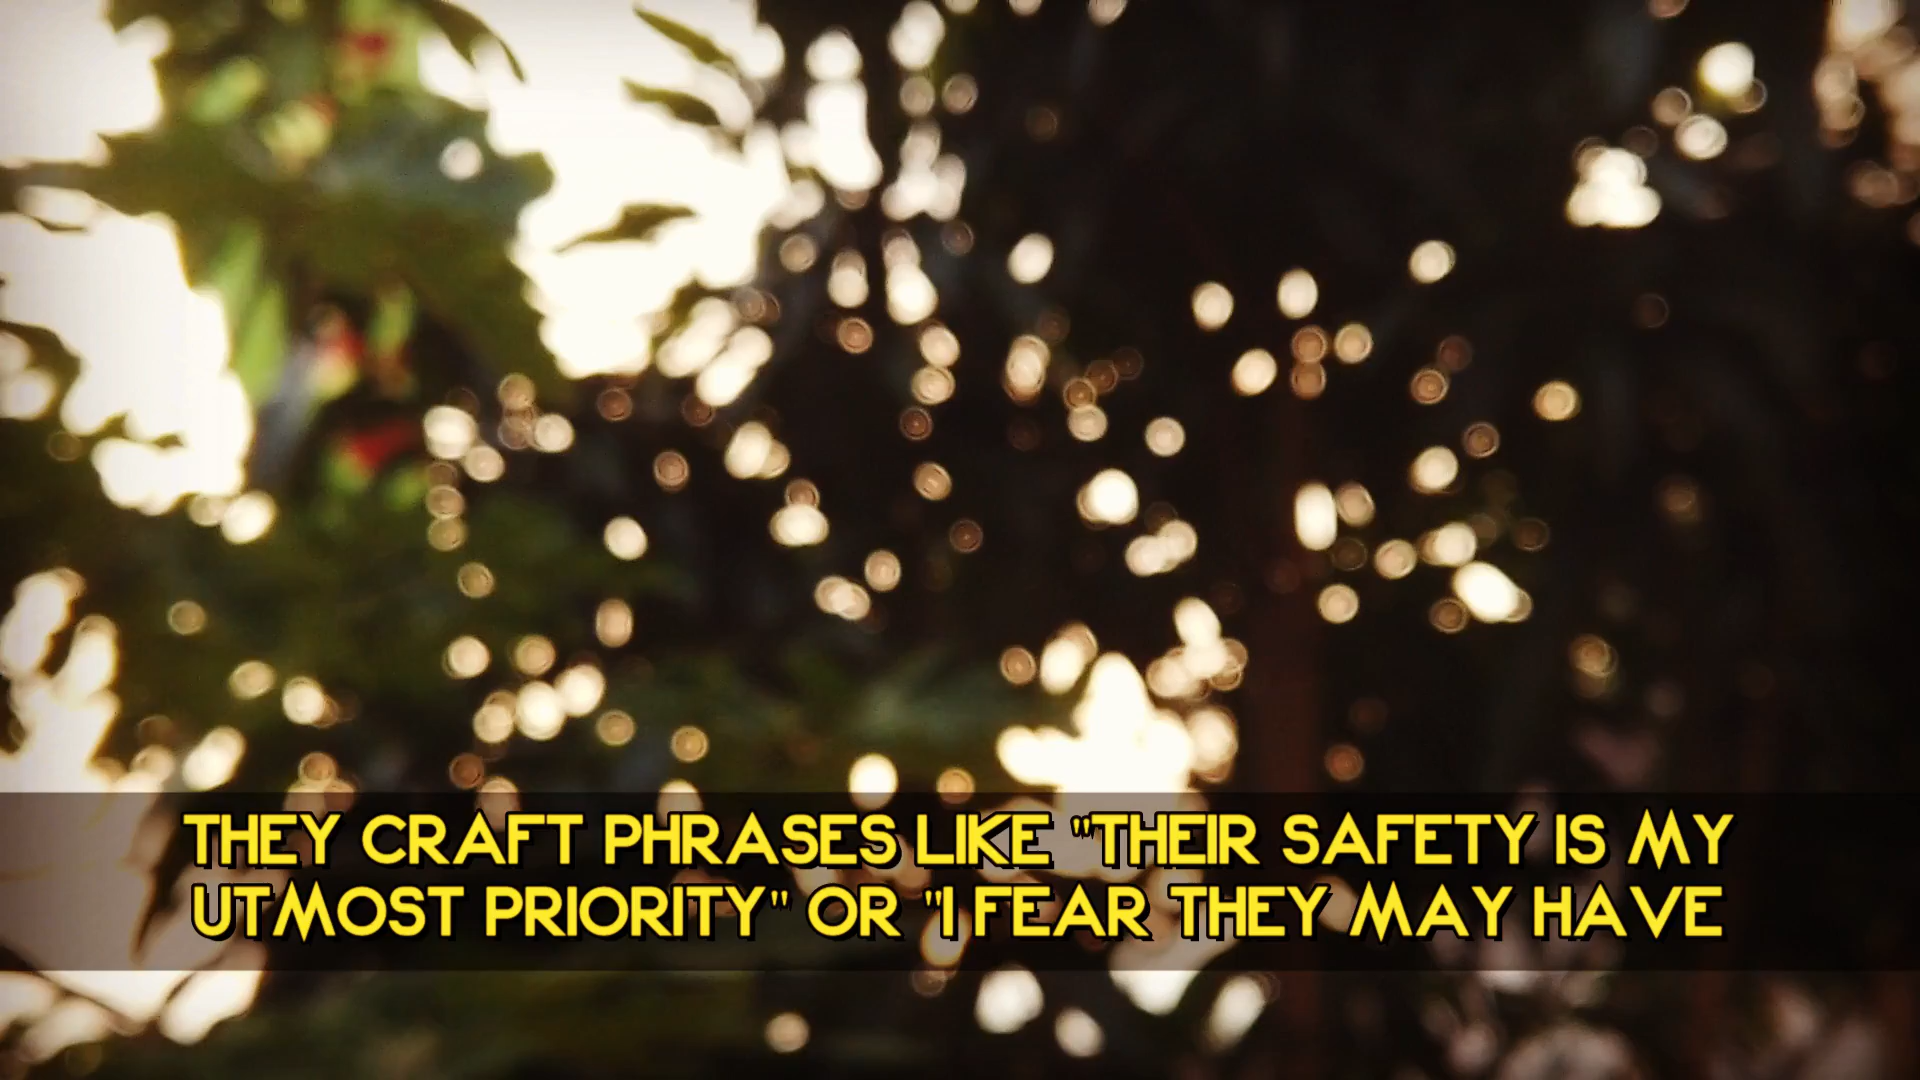 THEY CRAFT PHRASES LIKE "THEIR SAFETY IS MY
UTMOST PRIORITY" OR "I FEAR THEY MAY HAVE